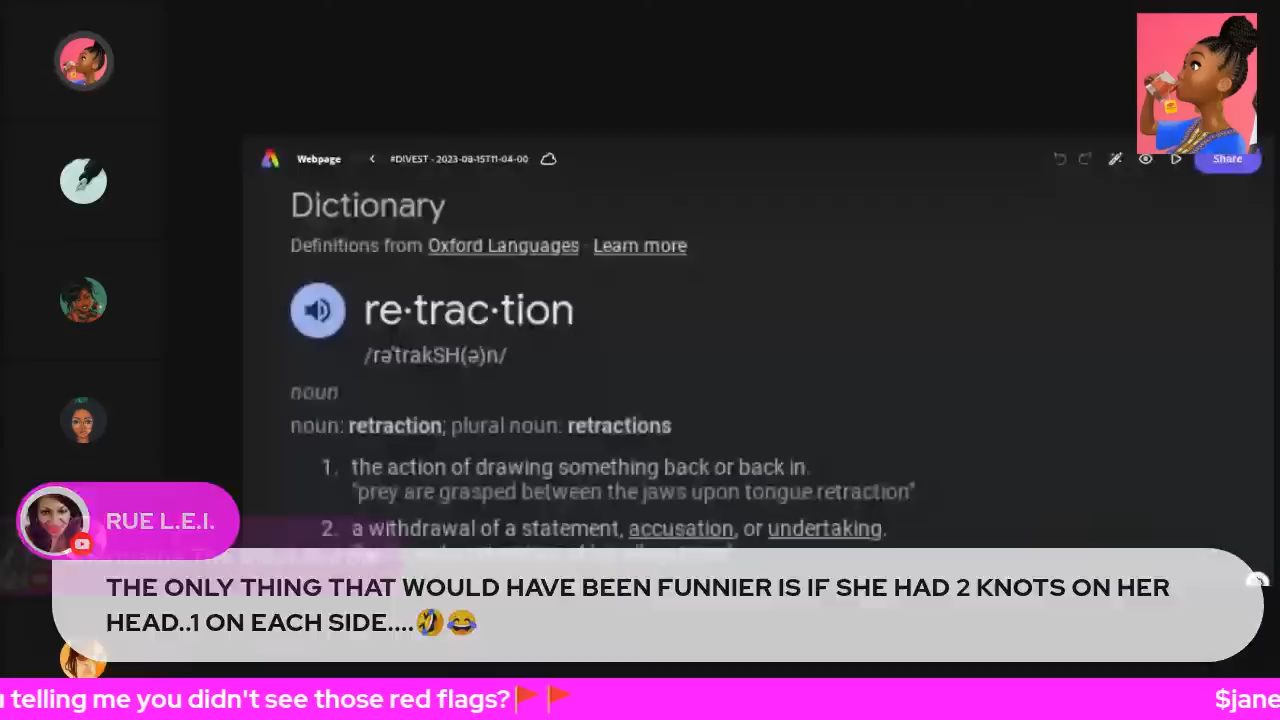 Webpage
#DIVEST - 2023-08-15T11-04-00
Share
Dictionary
Definitions from Oxford Languages · Learn more
re·trac·tion
/rəˈtrakSH(ə)n/
noun
noun: retraction; plural noun: retractions
1. the action of drawing something back or back in.
"prey are grasped between the jaws upon tongue retraction"
2. a withdrawal of a statement, accusation, or undertaking.
RUE L.E.I.
THE ONLY THING THAT WOULD HAVE BEEN FUNNIER IS IF SHE HAD 2 KNOTS ON HER
HEAD..1 ON EACH SIDE....🤣😂
telling me you didn't see those red flags?🚩🚩 $jane